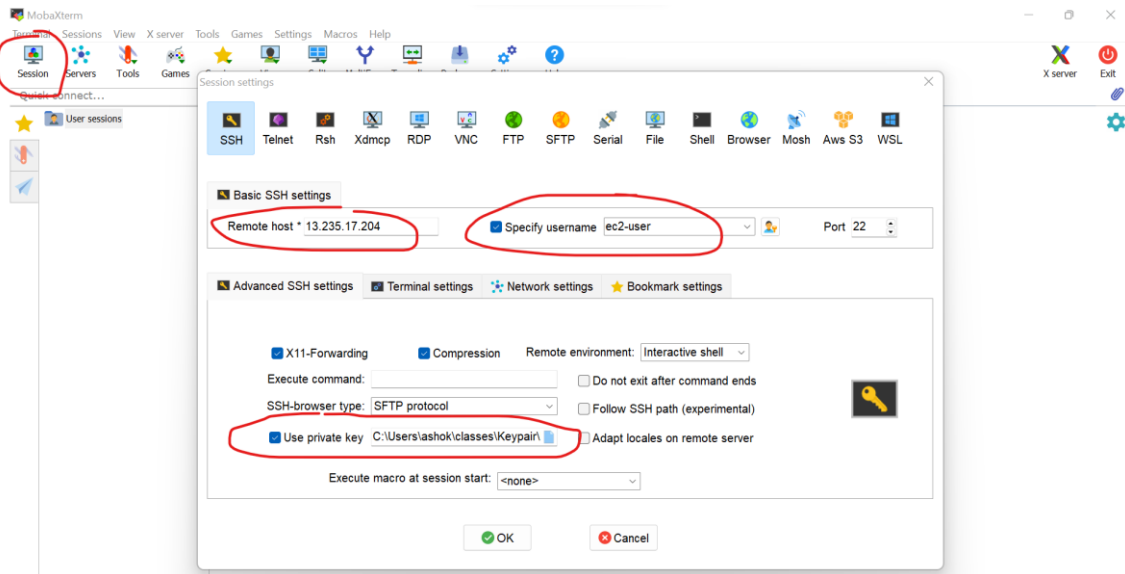 MobaXterm
Terminal Sessions View X server Tools Games Settings Macros Help
Session Servers Tools Games X server Exit
Quick connect...
User sessions
Session settings
SSH Telnet Rsh Xdmcp RDP VNC FTP SFTP Serial File Shell Browser Mosh Aws S3 WSL
Basic SSH settings
Remote host * 13.235.17.204 Specify username ec2-user Port 22
Advanced SSH settings Terminal settings Network settings Bookmark settings
X11-Forwarding Compression Remote environment: Interactive shell
Execute command: Do not exit after command ends
SSH-browser type: SFTP protocol Follow SSH path (experimental)
Use private key C:\Users\ashok\classes\Keypair\ Adapt locales on remote server
Execute macro at session start: <none>
OK Cancel